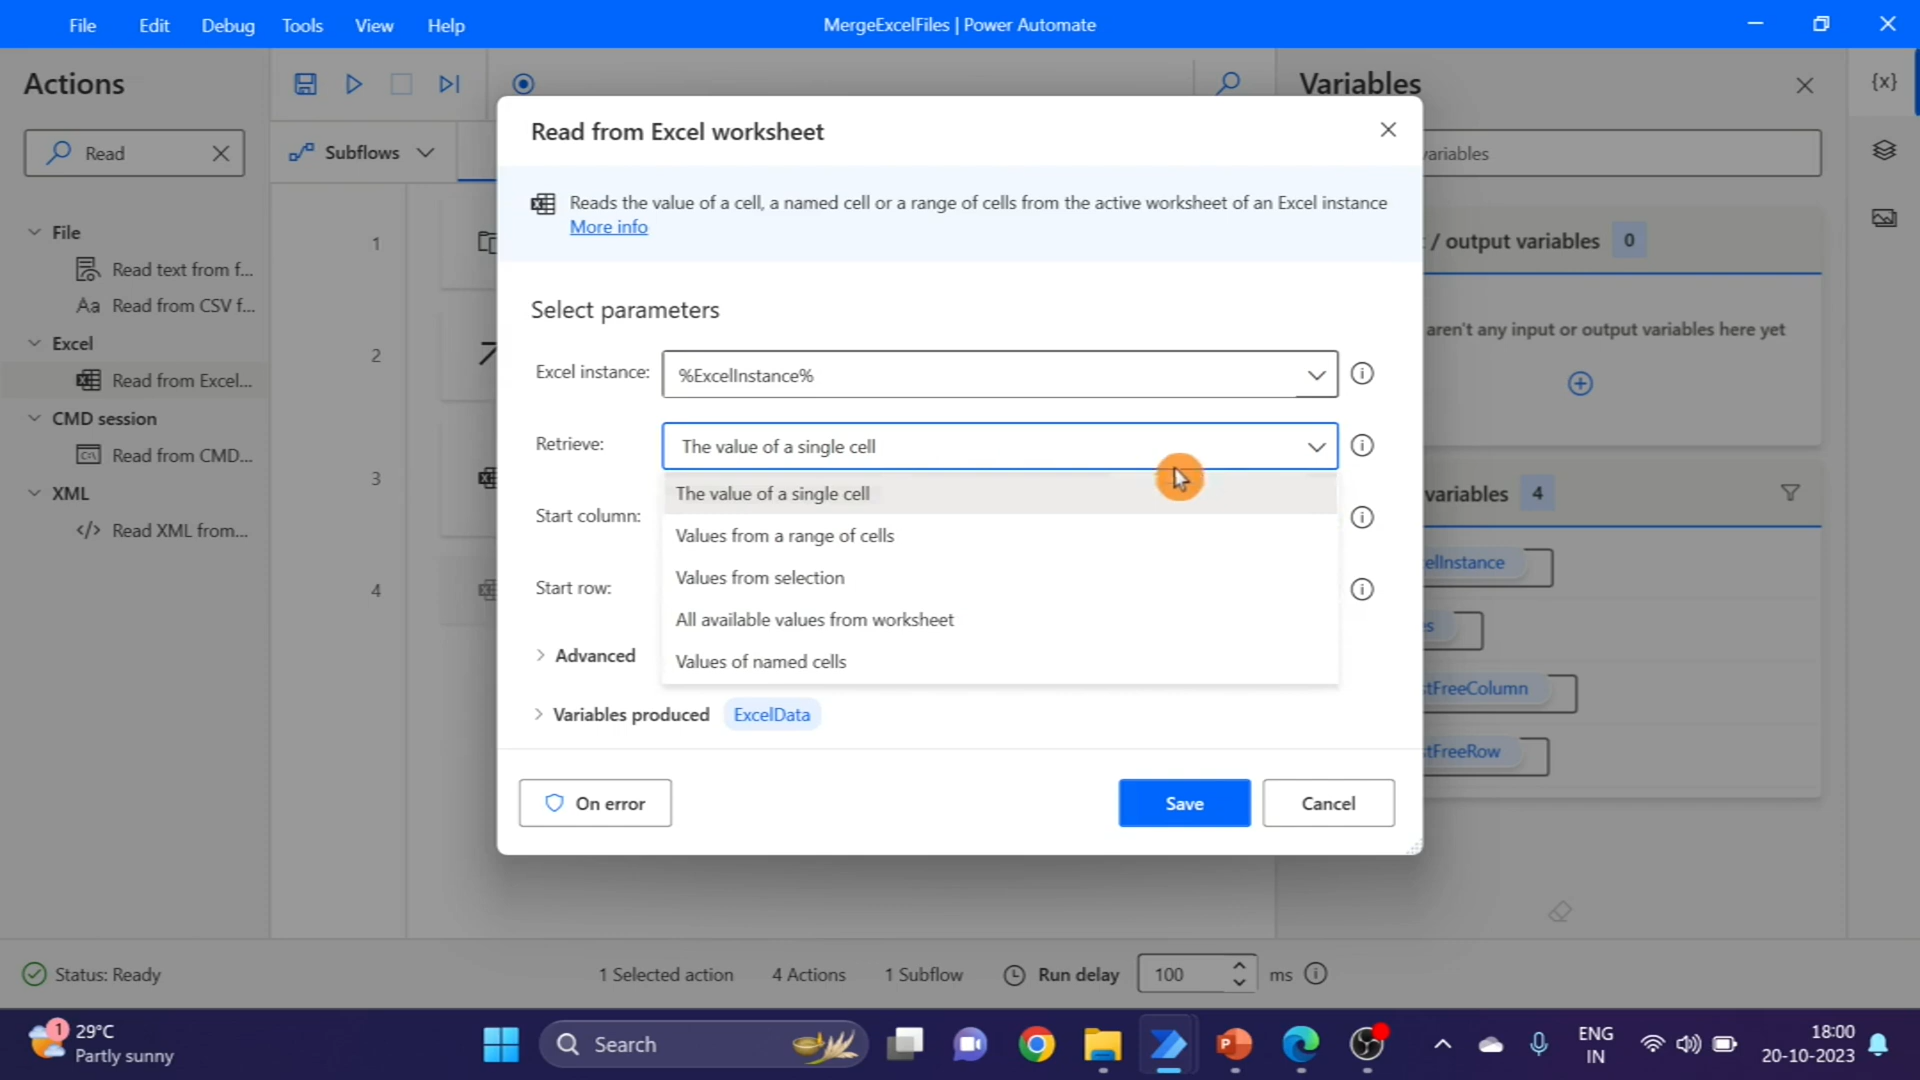 File Edit Debug Tools View Help
MergeExcelFiles | Power Automate
Actions
Read
File
Read text from f...
Aa Read from CSV f...
Excel
Read from Excel...
CMD session
Read from CMD...
XML
Read XML from...
Subflows
1
2
3
4
Read from Excel worksheet
Reads the value of a cell, a named cell or a range of cells from the active worksheet of an Excel instance
More info
Select parameters
Excel instance: %ExcelInstance%
Retrieve: The value of a single cell
The value of a single cell
Start column:
Values from a range of cells
Values from selection
Start row:
All available values from worksheet
Advanced
Values of named cells
Variables produced ExcelData
On error
Save
Cancel
Variables
{x}
variables
/ output variables 0
aren't any input or output variables here yet
variables 4
elInstance
s
tFreeColumn
tFreeRow
Status: Ready
1 Selected action
4 Actions
1 Subflow
Run delay
100
ms
1
29°C
Partly sunny
Search
ENG
IN
18:00
20-10-2023